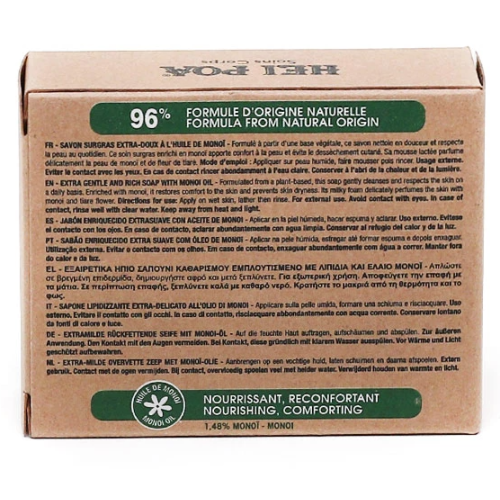 HEI POA
Soins Corps
96% FORMULE D'ORIGINE NATURELLE
FORMULA FROM NATURAL ORIGIN
FR - SAVON SURGRAS EXTRA-DOUX À L'HUILE DE MONOÏ - Formulé à partir d'une base végétale, ce savon nettoie en douceur et respecte
la peau au quotidien. Ce soin surgras enrichi en monoï apporte confort à la peau et évite le dessèchement cutané. Sa mousse lactée parfume
délicatement la peau de monoï et de fleur de tiaré. Mode d'emploi : Appliquer sur peau humide, faire mousser puis rincer. Usage externe.
Eviter le contact avec les yeux. En cas de contact rincer abondamment à l'eau claire. Conserver à l'abri de la chaleur et de la lumière.
EN - EXTRA GENTLE AND RICH SOAP WITH MONOI OIL - Formulated from a plant-based, this soap gently cleanses and respects the skin on
a daily basis. Enriched with monoi, it restores comfort to the skin and prevents skin dryness. Its milky foam delicately perfumes the skin with
monoi and tiare flower. Directions for use: Apply on wet skin, lather then rinse. For external use. Avoid contact with eyes. In case of
contact, rinse well with clear water. Keep away from heat and light.
ES - JABÓN ENRIQUECIDO EXTRASUAVE CON ACEITE DE MONOÏ - Aplicar en la piel húmeda, hacer espuma y aclarar. Uso externo. Evitese
el contacto con los ojos. En caso de contacto, aclarar abundantemente con agua limpia. Conservar al refugio del calor y de la luz.
PT - SABÃO ENRIQUECIDO EXTRA SUAVE COM ÓLEO DE MONOÏ - Aplicar na pele húmida, esfregar até formar espuma e depois enxaguar.
Utilização externa. Evitar o contacto com os olhos. Em caso de contacto, enxaguar abundantemente com água a correr. Manter fora
do calor e da luz.
EL - ΕΞΑΙΡΕΤΙΚΑ ΗΠΙΟ ΣΑΠΟΥΝΙ ΚΑΘΑΡΙΣΜΟΥ ΕΜΠΛΟΥΤΙΣΜΕΝΟ ΜΕ ΛΙΠΙΔΙΑ ΚΑΙ ΕΛΑΙΟ ΜΟΝΟΪ - Απλώστε
σε βρεγμένη επιδερμίδα, δημιουργήστε αφρό και μετά ξεπλύνετε. Για εξωτερική χρήση. Αποφεύγετε την επαφή με
τα μάτια. Σε περίπτωση επαφής, ξεπλύνετε καλά με καθαρό νερό. Κρατήστε το μακριά από τη θερμότητα και το
φως.
IT - SAPONE LIPIDIZZANTE EXTRA-DELICATO ALL'OLIO DI MONOI - Applicare sulla pelle umida, formare una schiuma e risciacquare. Uso
esterno. Evitare il contatto con gli occhi. In caso di contatto, risciacquare abbondantemente con acqua corrente. Conservare lontano
da fonti di calore e luce.
DE - EXTRAMILDE RÜCKFETTENDE SEIFE MIT MONOI-ÖL - Auf die feuchte Haut auftragen, aufschäumen und abspülen. Zur äußeren
Anwendung. Den Kontakt mit den Augen vermeiden. Bei Kontakt, diese gründlich mit klarem Wasser ausspülen. Vor Wärme und Licht
geschützt aufbewahren.
NL - EXTRA-MILDE OVERVETTE ZEEP MET MONOI-OLIE - Aanbrengen op een vochtige huid, laten schuimen en daarna afspoelen. Extern
gebruik. Contact met de ogen vermijden. Bij contact, overvloedig spoelen veel met helder water. Verwijderd houden van warmte en licht.
HUILE DE MONOÏ
MONOI OIL
NOURRISSANT, RECONFORTANT
NOURISHING, COMFORTING
1,48% MONOÏ - MONOI